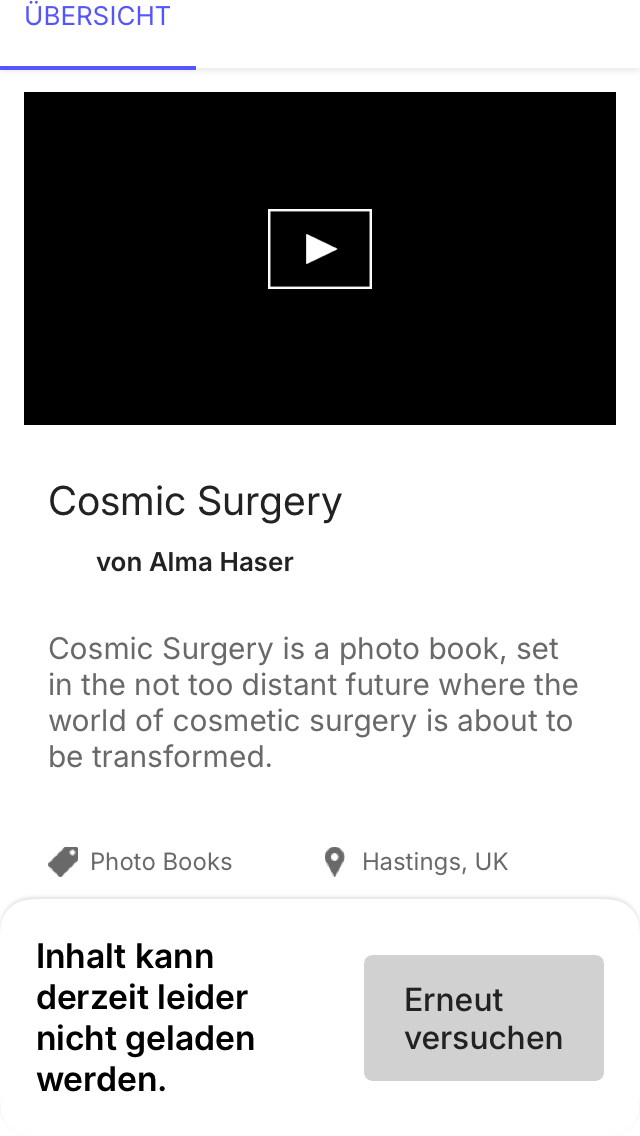 ÜBERSICHT
Cosmic Surgery
von Alma Haser
Cosmic Surgery is a photo book, set
in the not too distant future where the
world of cosmetic surgery is about to
be transformed.
Photo Books
Hastings, UK
Inhalt kann
derzeit leider
nicht geladen
werden.
Erneut
versuchen